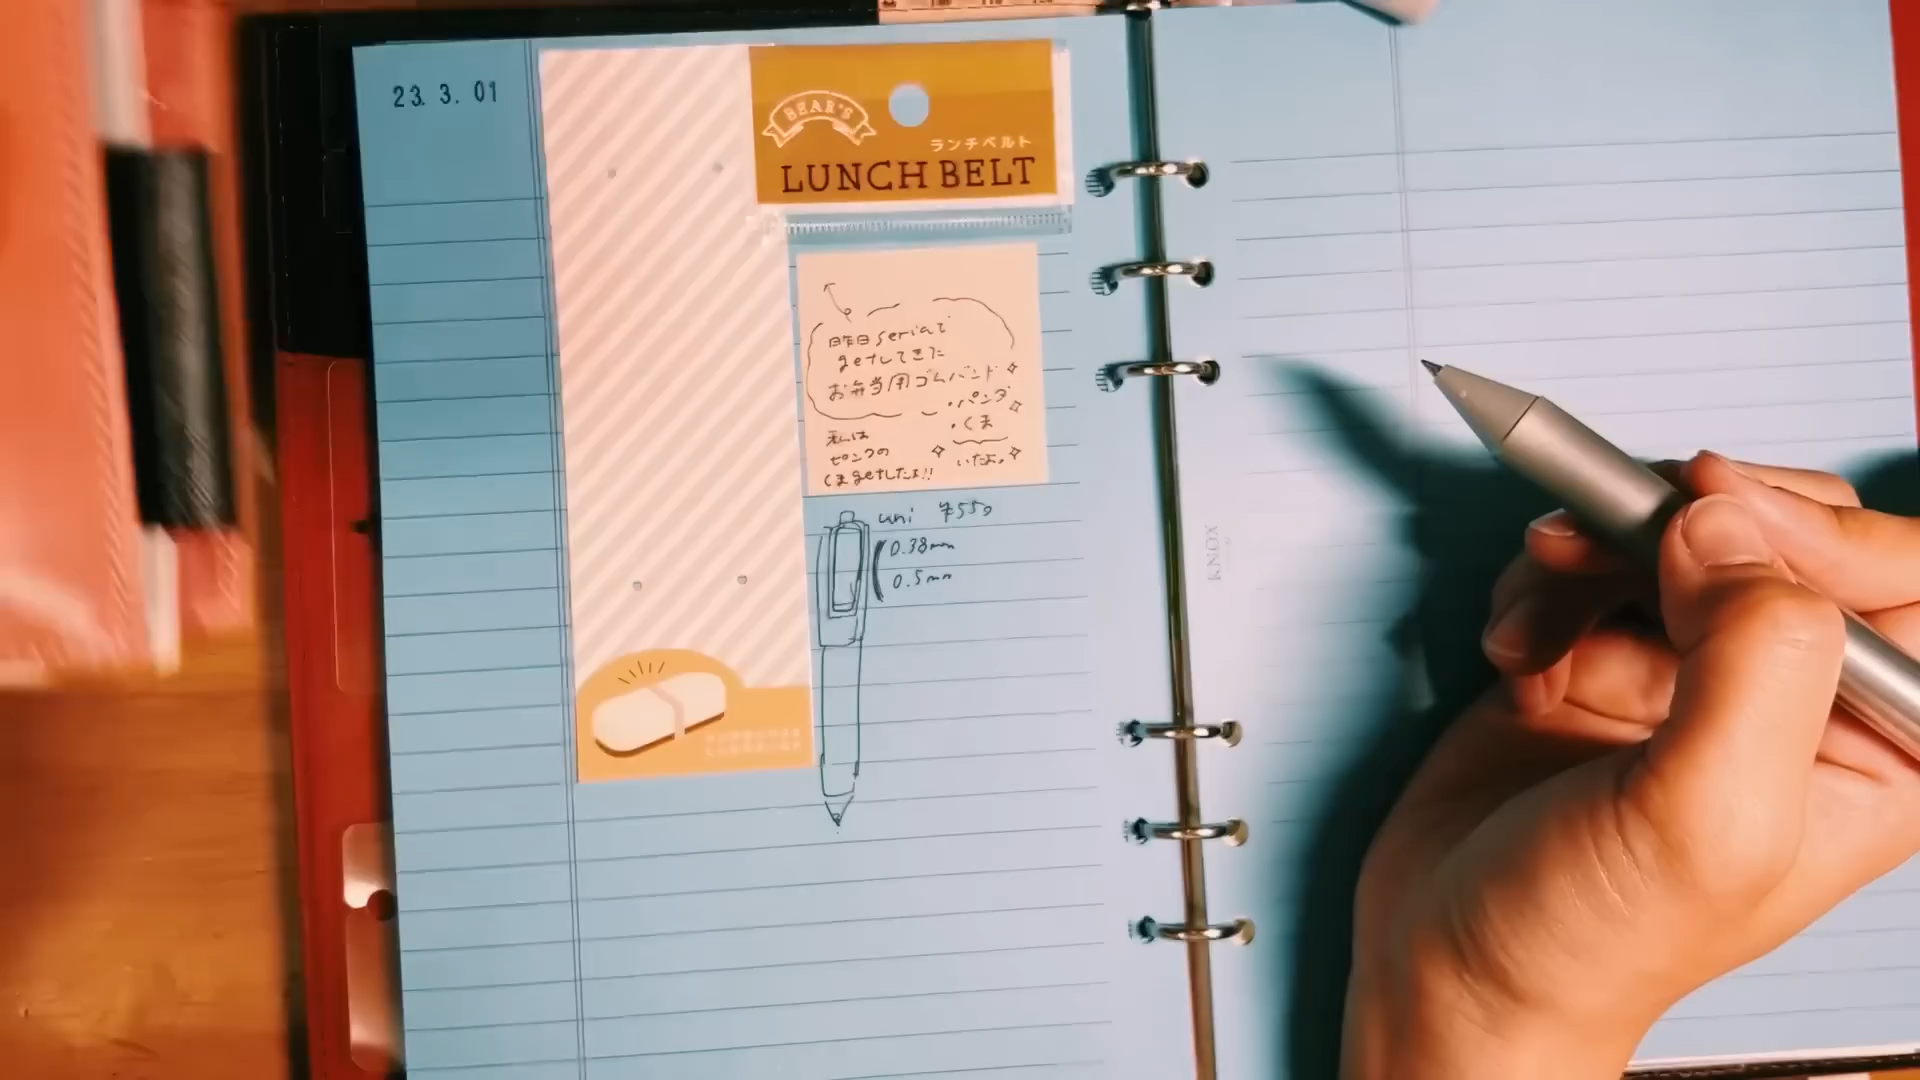 23. 3. 01
BEAR'S
ランチベルト
LUNCH BELT
昨日seriaで
getしてきた
お弁当用ゴムバンド
・パンダ
・くま
いたよ。
私は
ピンクの
くまgetしたよ!!
uni ¥550
0.38mm
0.5mm
KNOX